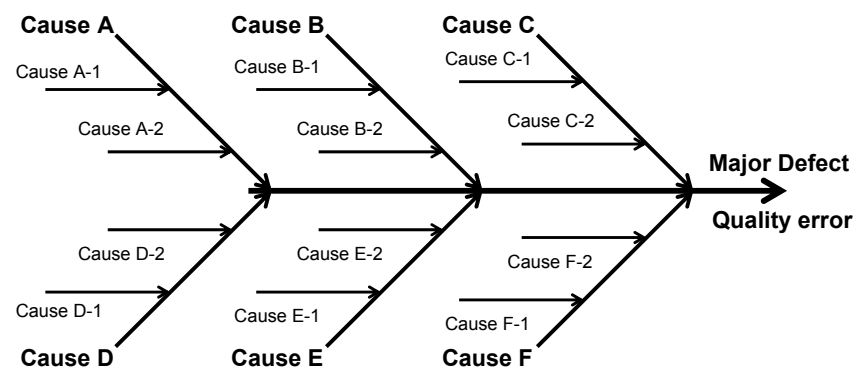 Cause A
Cause B
Cause C
Cause A-1
Cause B-1
Cause C-1
Cause A-2
Cause B-2
Cause C-2
Major Defect
Quality error
Cause D-2
Cause E-2
Cause F-2
Cause D-1
Cause E-1
Cause F-1
Cause D
Cause E
Cause F